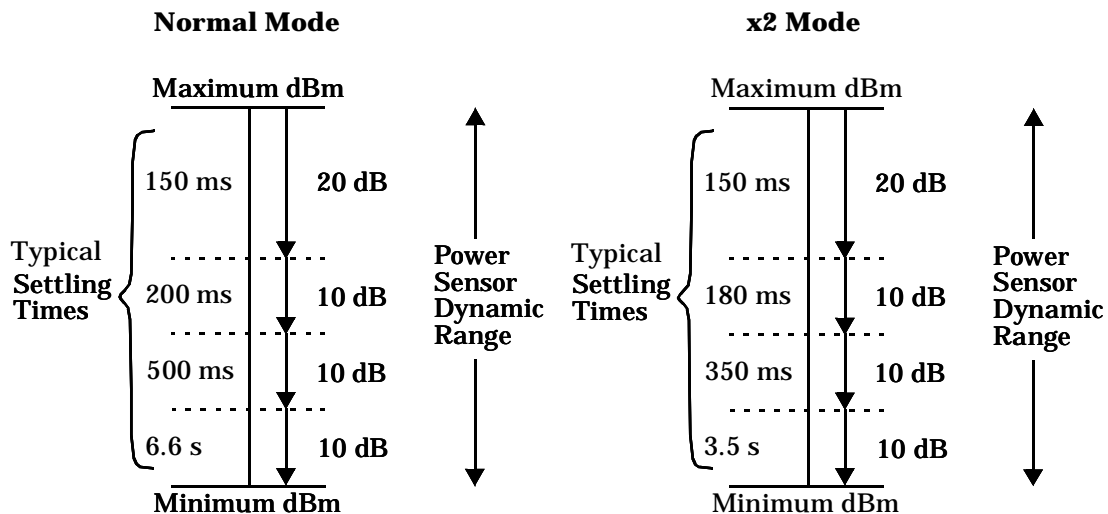 Normal Mode
Maximum dBm
150 ms
20 dB
Typical
Settling
Times
200 ms
10 dB
500 ms
10 dB
6.6 s
10 dB
Minimum dBm
Power
Sensor
Dynamic
Range
x2 Mode
Maximum dBm
150 ms
20 dB
Typical
Settling
Times
180 ms
10 dB
350 ms
10 dB
3.5 s
10 dB
Minimum dBm
Power
Sensor
Dynamic
Range